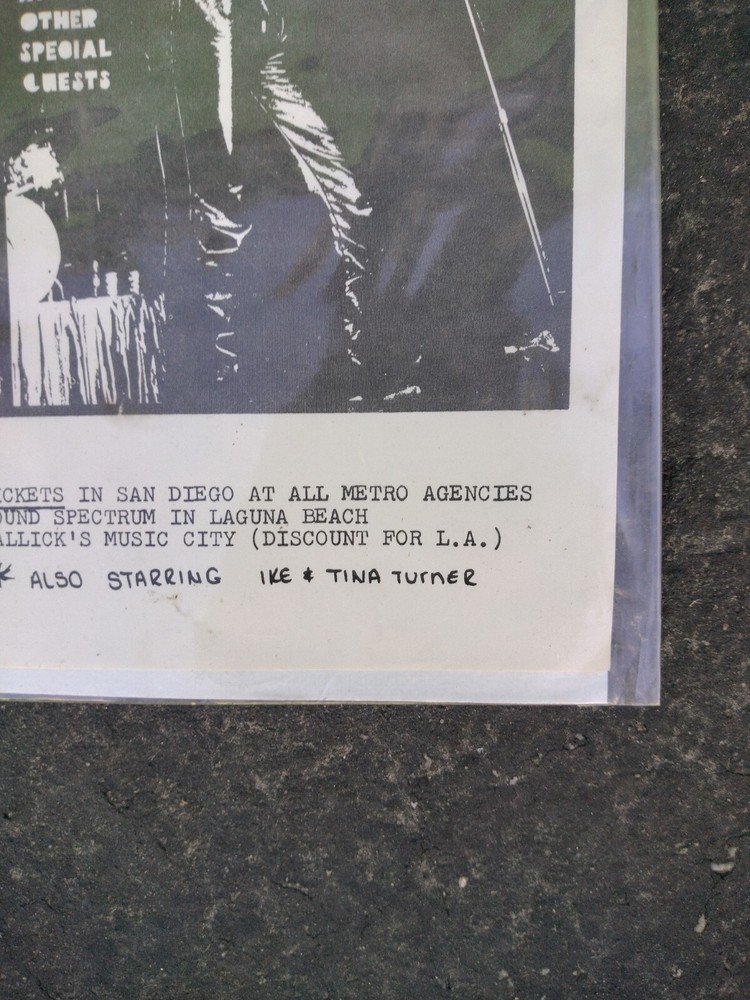 OTHER
SPECIAL
GUESTS
ICKETS IN SAN DIEGO AT ALL METRO AGENCIES
OUND SPECTRUM IN LAGUNA BEACH
ALLICK'S MUSIC CITY (DISCOUNT FOR L.A.)
* ALSO STARRING IKE & TINA TURNER